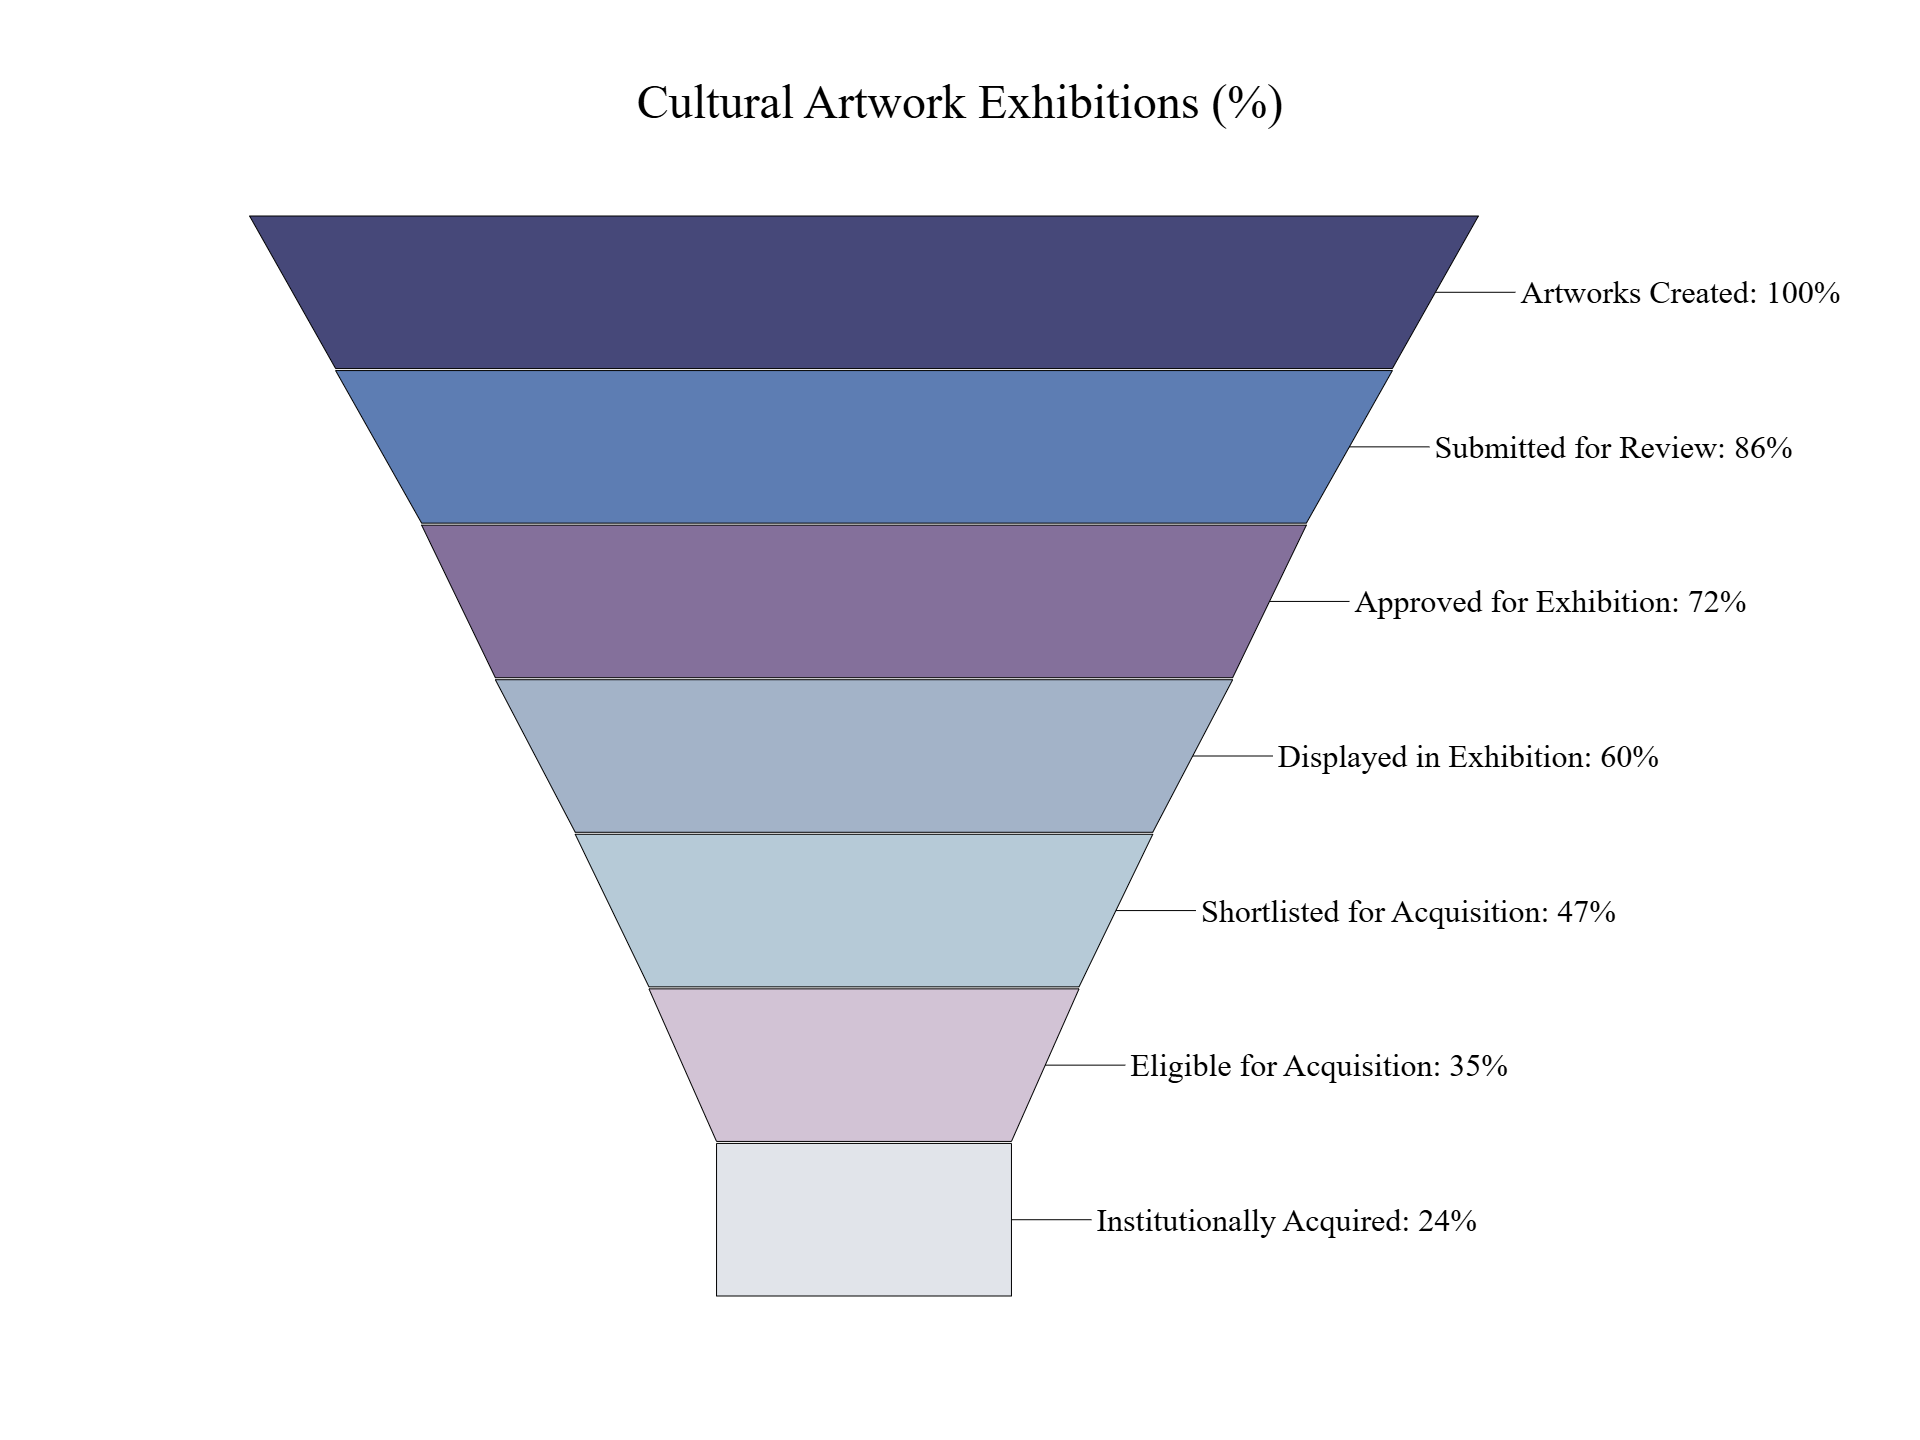 Cultural Artwork Exhibitions (%)
Artworks Created: 100%
Submitted for Review: 86%
Approved for Exhibition: 72%
Displayed in Exhibition: 60%
Shortlisted for Acquisition: 47%
Eligible for Acquisition: 35%
Institutionally Acquired: 24%